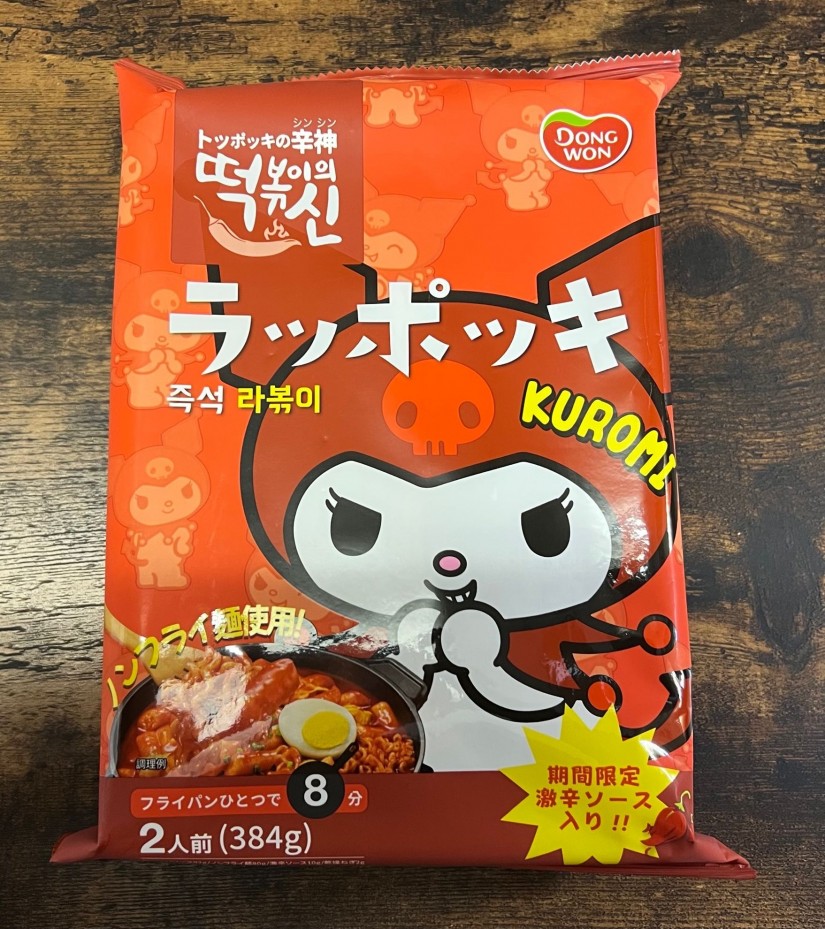 シン シン
トッポッキの辛神
떡볶이의
신
DONG
WON
ラッポッキ
즉석 라볶이
KUROMI
ノンフライ麺使用!
調理例
フライパンひとつで 8 分
2人前(384g)
期間限定
激辛ソース
入り!!